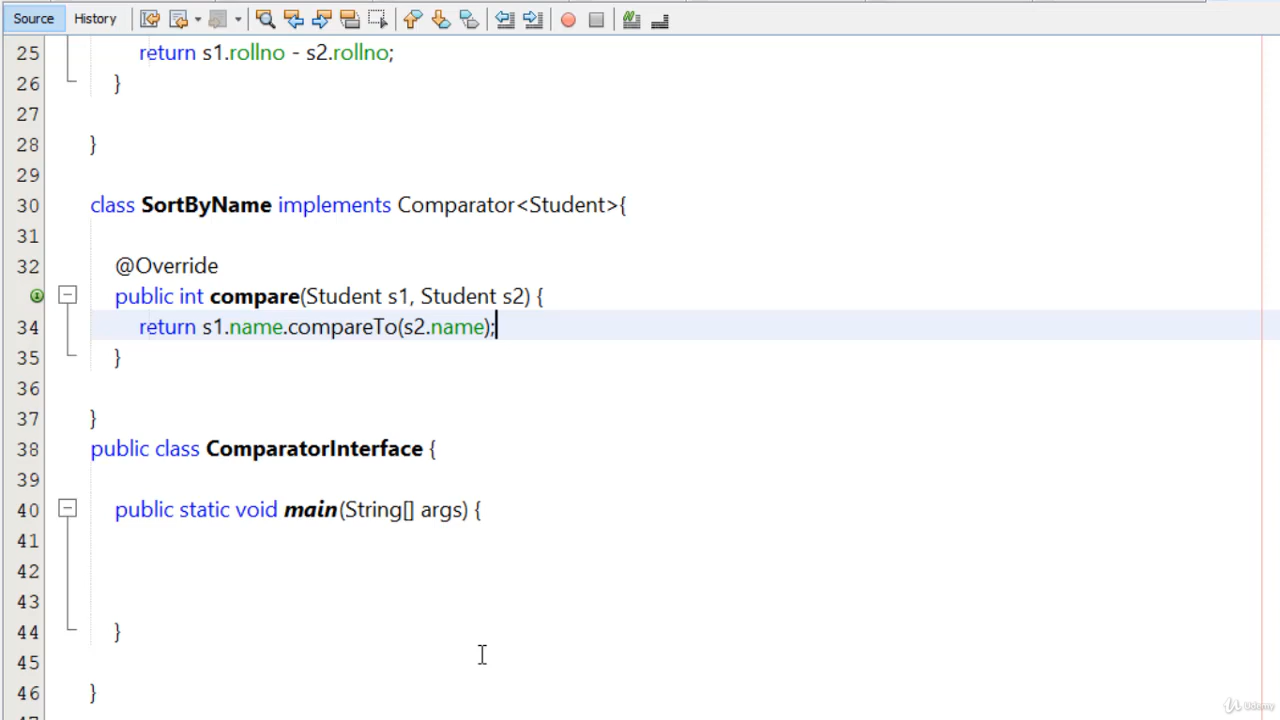 Source History
25 return s1.rollno - s2.rollno;
26 }
27
28 }
29
30 class SortByName implements Comparator<Student>{
31
32 @Override
public int compare(Student s1, Student s2) {
34 return s1.name.compareTo(s2.name);
35 }
36
37 }
38 public class ComparatorInterface {
39
40 public static void main(String[] args) {
41
42
43
44 }
45
46 }
Udemy